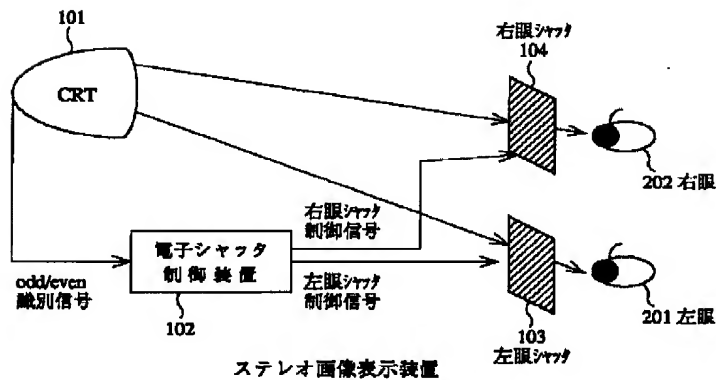 101
CRT
右眼シャッタ
104
202 右眼
右眼シャッタ
制御信号
電子シャッタ
制御装置
odd/even
識別信号
102
左眼シャッタ
制御信号
201 左眼
103
左眼シャッタ
ステレオ画像表示装置